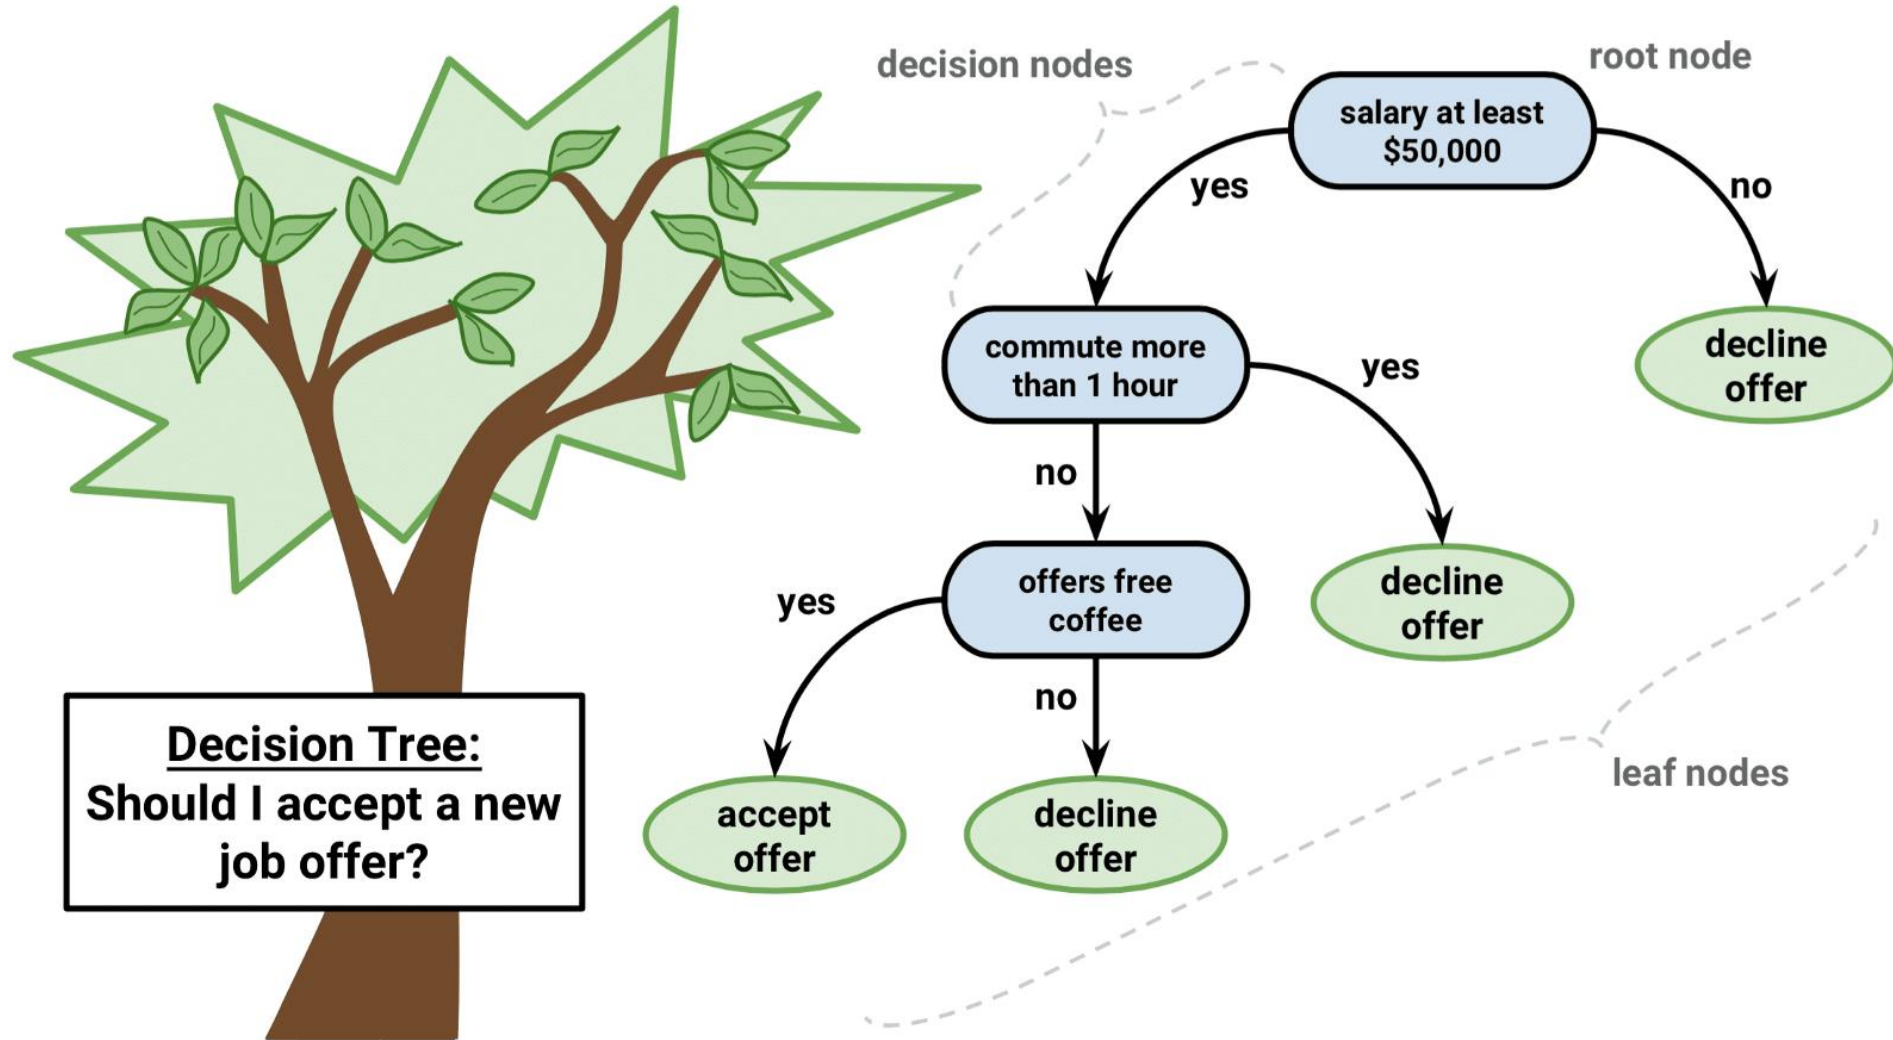 decision nodes
root node
salary at least
$50,000
yes
no
commute more
than 1 hour
yes
decline
offer
no
offers free
coffee
decline
offer
yes
no
accept
offer
decline
offer
leaf nodes
Decision Tree:
Should I accept a new
job offer?